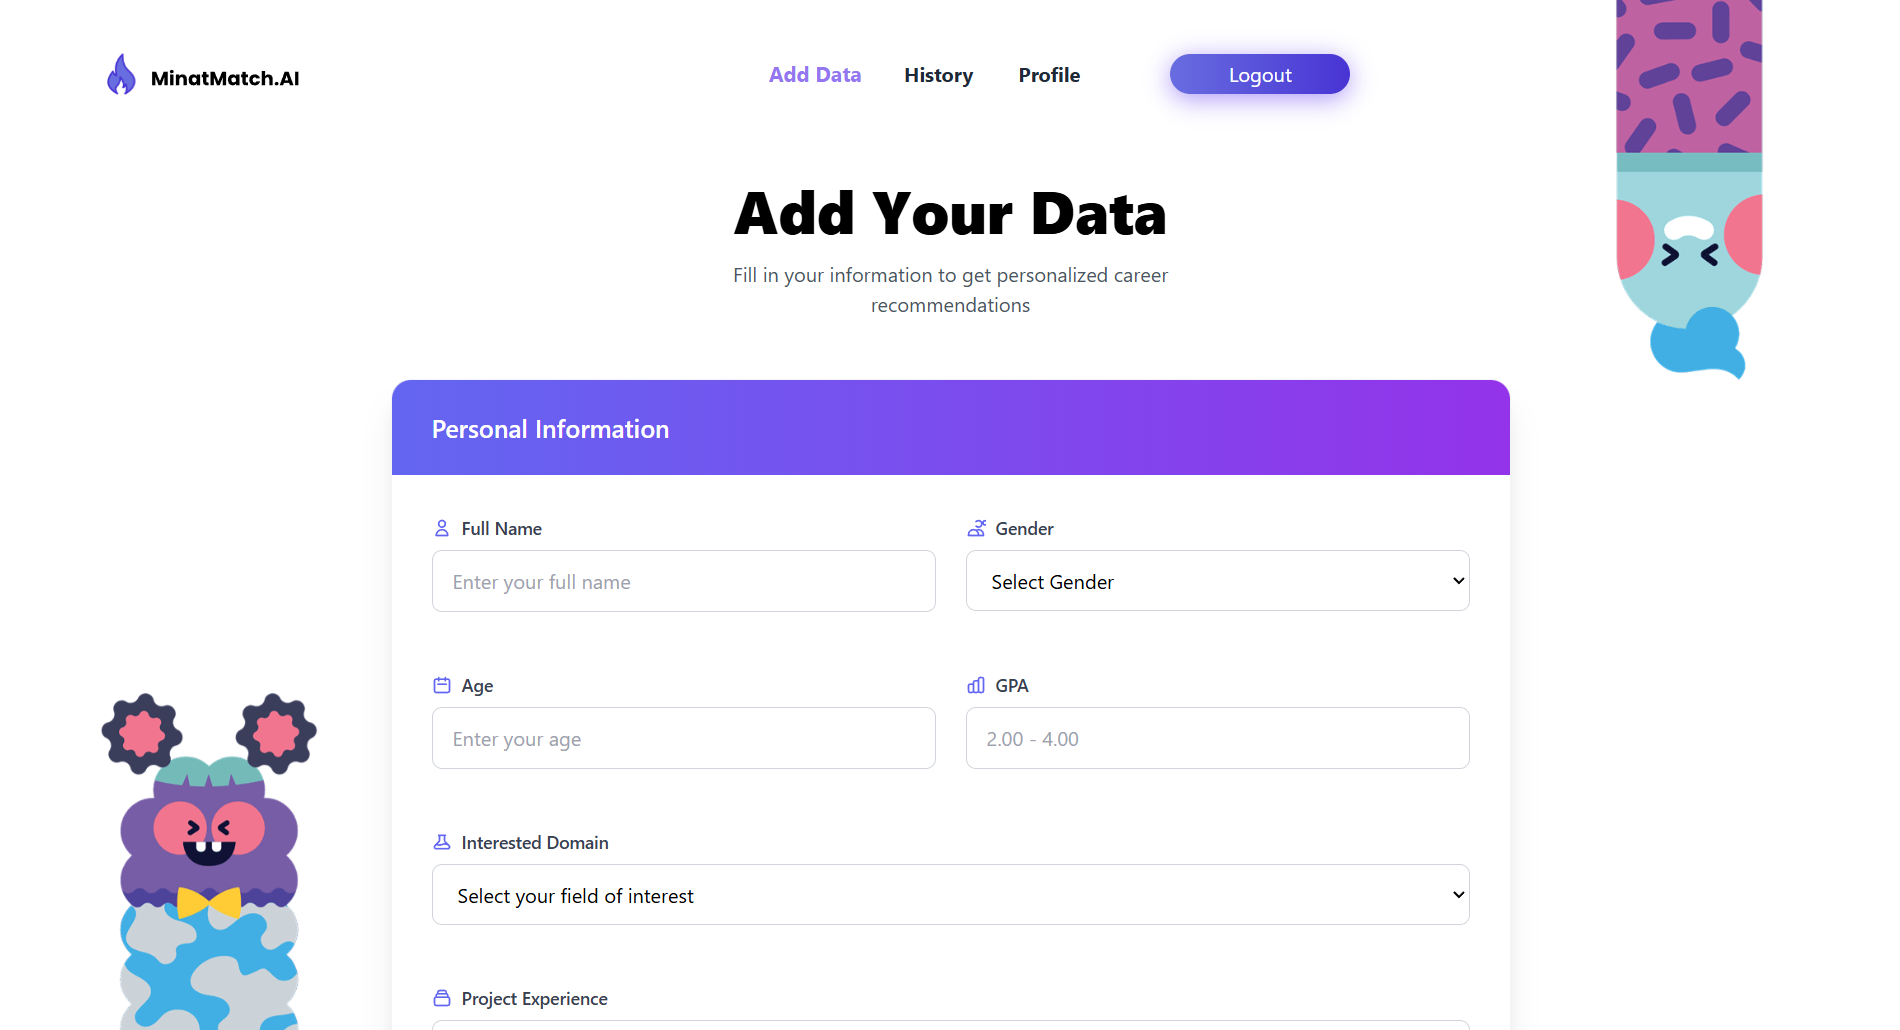 MinatMatch.AI
Add Data
History
Profile
Logout
Add Your Data
Fill in your information to get personalized career
recommendations
Personal Information
Full Name
Gender
Enter your full name
Select Gender
Age
GPA
Enter your age
2.00 - 4.00
Interested Domain
Select your field of interest
Project Experience